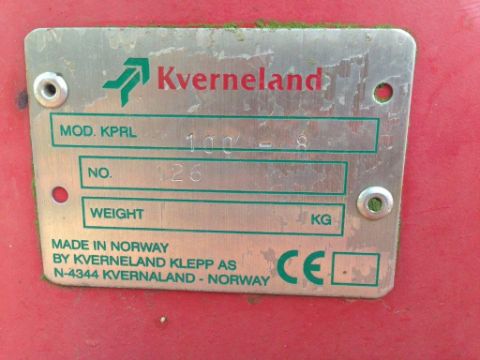 Kverneland
MOD. KPRL 100 - 8
NO. 126
WEIGHT KG
MADE IN NORWAY
BY KVERNELAND KLEPP AS
N-4344 KVERNALAND - NORWAY CE